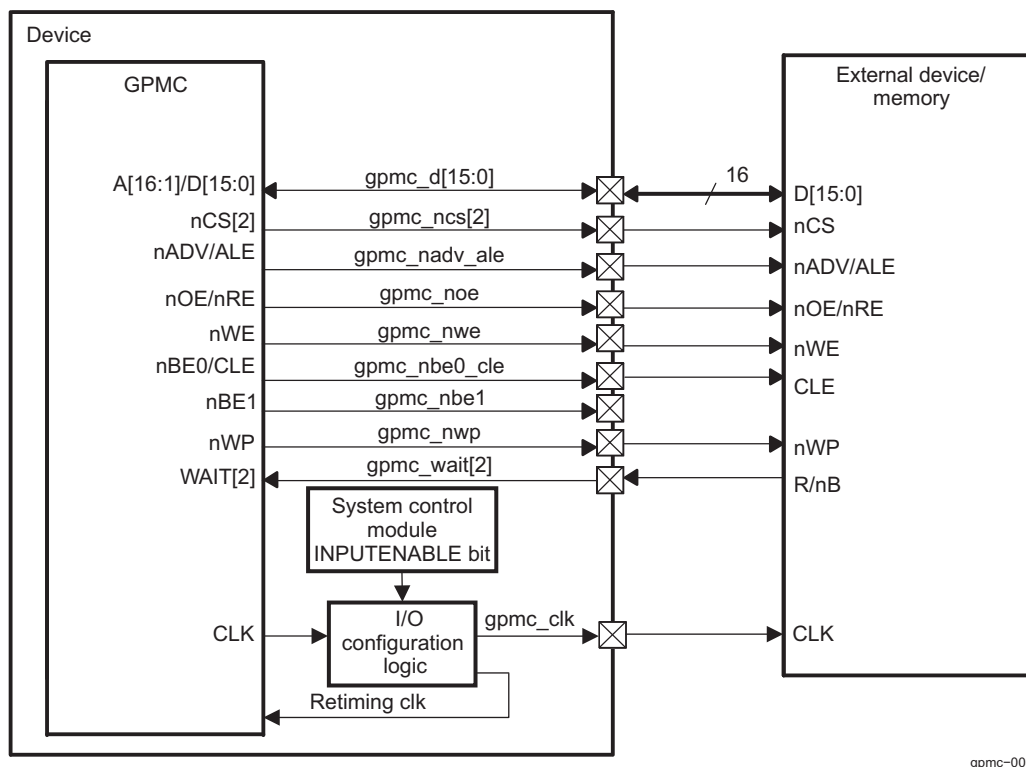 Device
GPMC
External device/
memory
A[16:1]/D[15:0]
gpmc_d[15:0]
16
D[15:0]
nCS[2]
gpmc_ncs[2]
nCS
nADV/ALE
gpmc_nadv_ale
nADV/ALE
nOE/nRE
gpmc_noe
nOE/nRE
nWE
gpmc_nwe
nWE
nBE0/CLE
gpmc_nbe0_cle
CLE
nBE1
gpmc_nbe1
nWP
gpmc_nwp
nWP
WAIT[2]
gpmc_wait[2]
R/nB
System control
module
INPUTENABLE bit
CLK
I/O
configuration
logic
gpmc_clk
CLK
Retiming clk
gpmc−00